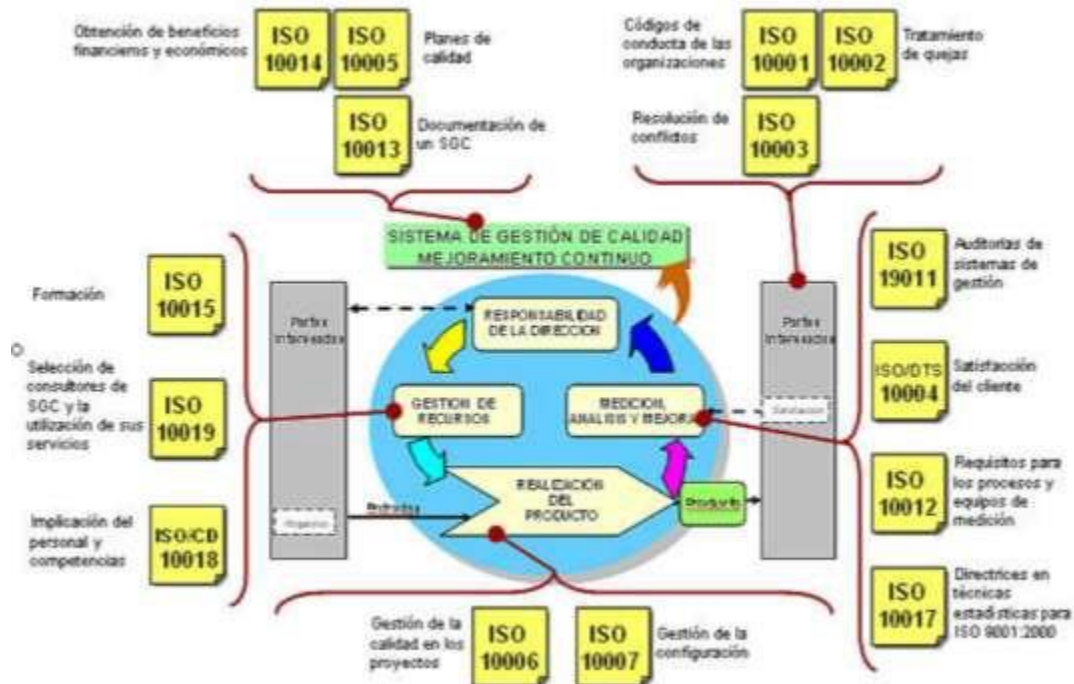 Obtención de beneficios
financieros y económicos
ISO
10014
ISO
10005
Planes de
calidad
ISO
10013
Documentación de
un SGC
Códigos de
conducta de las
organizaciones
ISO
10001
ISO
10002
Tratamiento
de quejas
Resolución de
conflictos
ISO
10003
SISTEMA DE GESTIÓN DE CALIDAD
MEJORAMIENTO CONTINUO
Formación
ISO
10015
Selección de
consultores de
SGC y la
utilización de sus
servicios
ISO
10019
Implicación del
personal y
competencias
ISO/CD
10018
Partes
RESPONSABILIDAD
DE LA DIRECCION
GESTION DE
RECURSOS
MEDICION,
ANALISIS Y MEJORA
REALIZACIÓN
DEL
PRODUCTO
Producto
Partes
ISO
19011
Auditorías de
sistemas de
gestión
ISO/DTS
10004
Satisfacción
del cliente
ISO
10012
Requisitos para
los procesos y
equipos de
medición
ISO
10017
Directrices en
técnicas
estadísticas para
ISO 9001:2000
Gestión de la
calidad en los
proyectos
ISO
10006
ISO
10007
Gestión de la
configuración